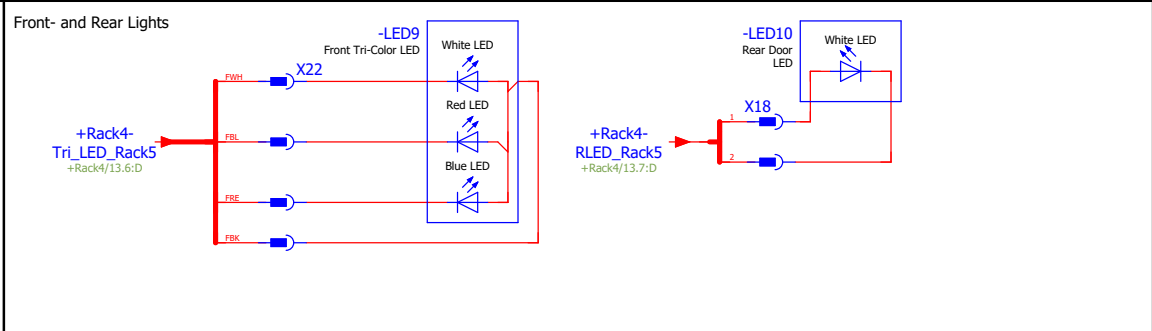 Front- and Rear Lights
-LED9
Front Tri-Color LED
White LED
Red LED
Blue LED
X22
FWH
FBL
FRE
FBK
+Rack4-
Tri_LED_Rack5
+Rack4/13.6:D
-LED10
Rear Door
LED
White LED
X18
1
2
+Rack4-
RLED_Rack5
+Rack4/13.7:D